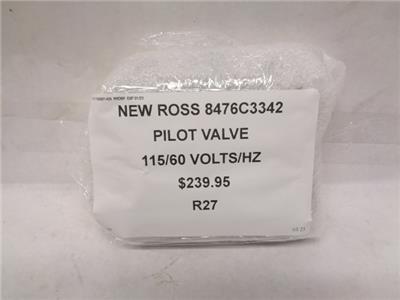 NEW ROSS 8476C3342
PILOT VALVE
115/60 VOLTS/HZ
$239.95
R27